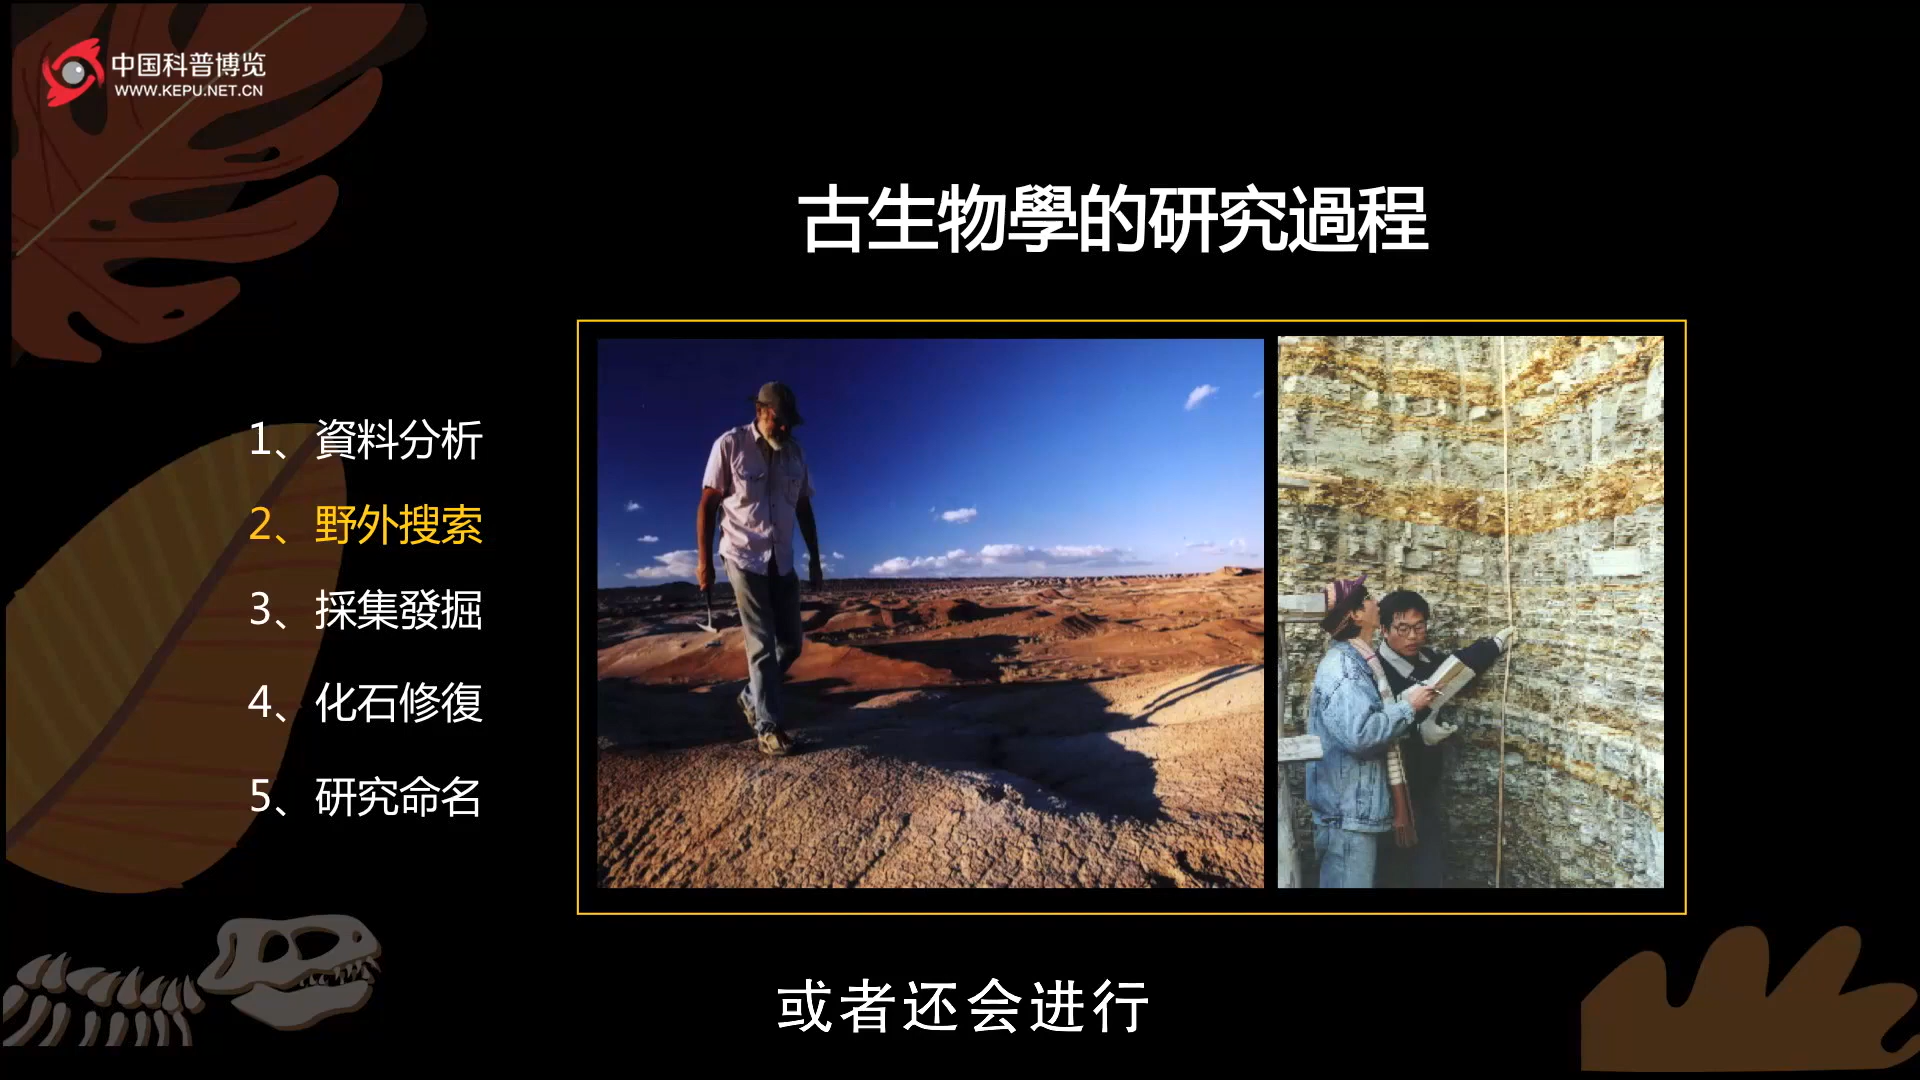 中国科普博览
WWW.KEPU.NET.CN
古生物學的研究過程
1、資料分析
2、野外搜索
3、採集發掘
4、化石修復
5、研究命名
或者还会进行